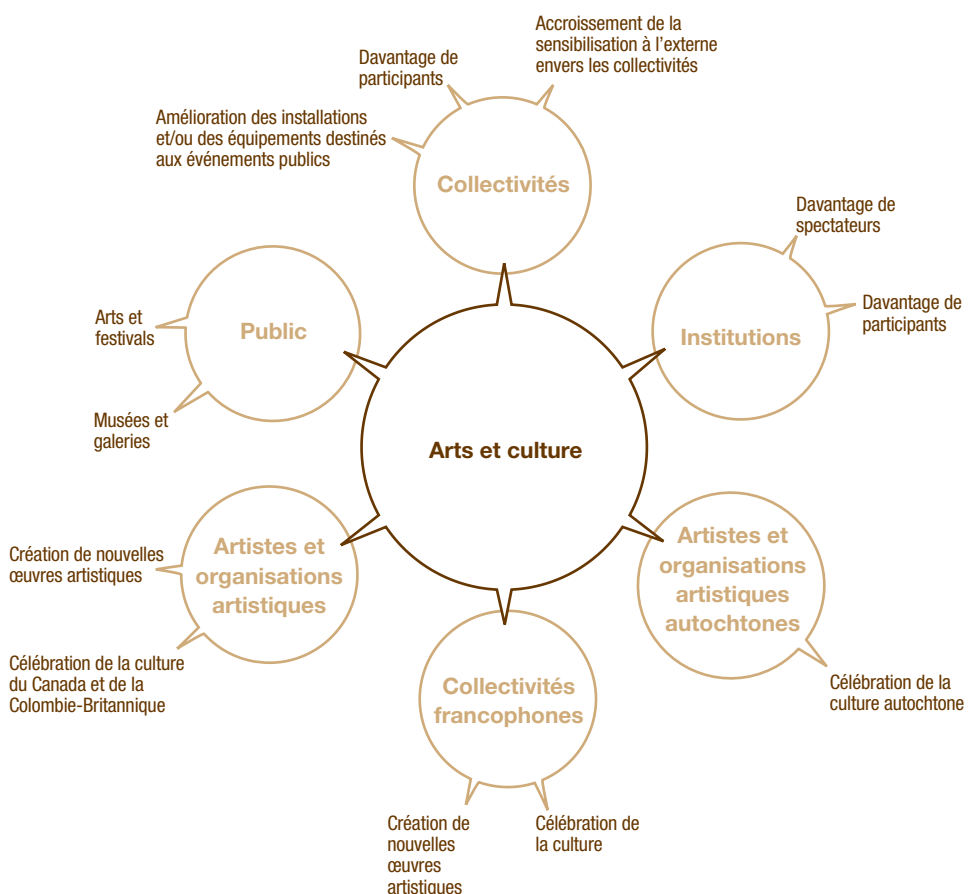 Accroissement de la
sensibilisation à l’externe
envers les collectivités
Davantage de
participants
Amélioration des installations
et/ou des équipements destinés
aux événements publics
Collectivités
Davantage de
spectateurs
Davantage de
participants
Institutions
Arts et
festivals
Public
Musées et
galeries
Arts et culture
Création de nouvelles
œuvres artistiques
Artistes et
organisations
artistiques
Célébration de la culture
du Canada et de la
Colombie-Britannique
Artistes et
organisations
artistiques
autochtones
Célébration de la
culture autochtone
Collectivités
francophones
Création de
nouvelles
œuvres
artistiques
Célébration de
la culture